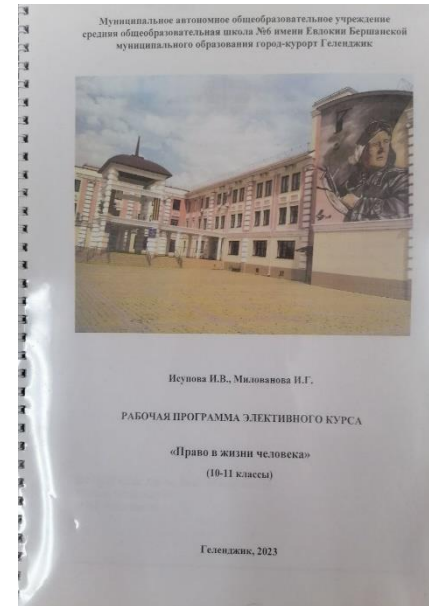 Муниципальное автономное общеобразовательное учреждение
средняя общеобразовательная школа №6 имени Евдокии Бершанской
муниципального образования город-курорт Геленджик
Исупова И.В., Милованова И.Г.
РАБОЧАЯ ПРОГРАММА ЭЛЕКТИВНОГО КУРСА
«Право в жизни человека»
(10-11 классы)
Геленджик, 2023